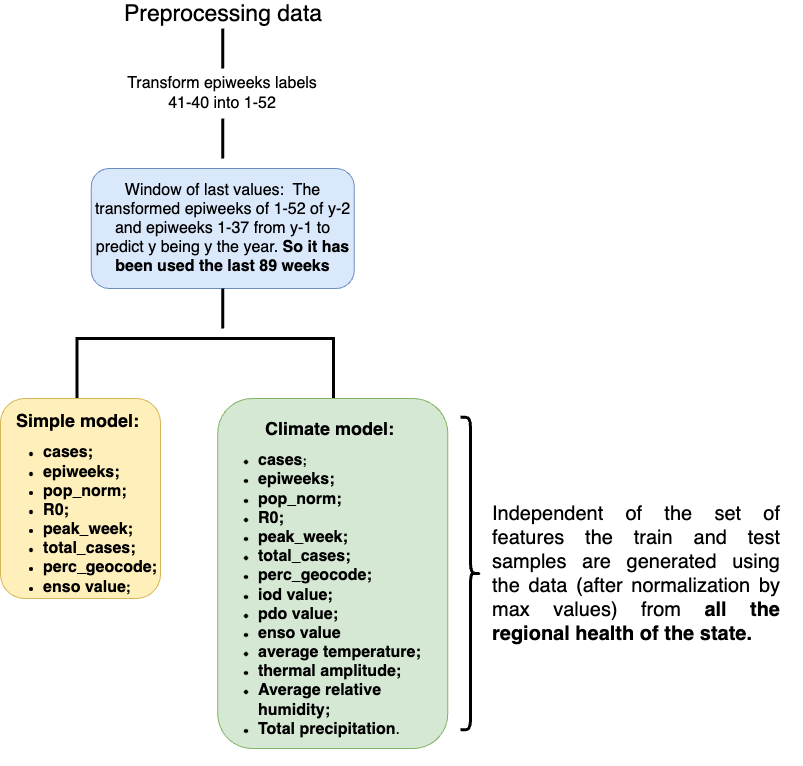 Preprocessing data
Transform epiweeks labels
41-40 into 1-52
Window of last values: The
transformed epiweeks of 1-52 of y-2
and epiweeks 1-37 from y-1 to
predict y being y the year. So it has
been used the last 89 weeks
Simple model:
• cases;
• epiweeks;
• pop_norm;
• R0;
• peak_week;
• total_cases;
• perc_geocode;
• enso value;
Climate model:
• cases;
• epiweeks;
• pop_norm;
• R0;
• peak_week;
• total_cases;
• perc_geocode;
• iod value;
• pdo value;
• enso value
• average temperature;
• thermal amplitude;
• Average relative
humidity;
• Total precipitation.
Independent of the set of
features the train and test
samples are generated using
the data (after normalization by
max values) from all the
regional health of the state.